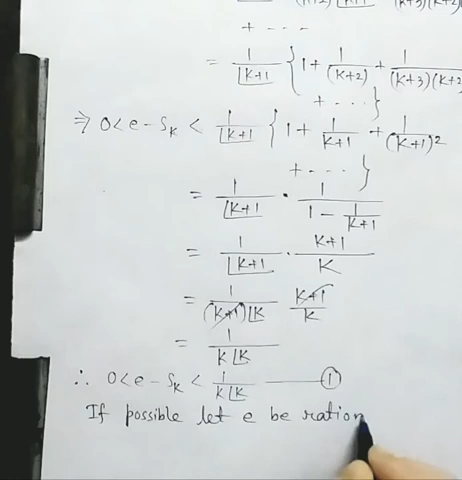 + ....
= 1/⌊K+1 { 1 + 1/(K+2) + 1/(K+3)(K+2
+ ....}
⇒ 0 < e - S_K < 1/⌊K+1 { 1 + 1/K+1 + 1/(K+1)²
+ ....}
= 1/⌊K+1 · 1/(1 - 1/K+1)
= 1/⌊K+1 · K+1/K
= 1/(K+1)⌊K K+1/K
= 1/K⌊K
∴ 0 < e - S_K < 1/K⌊K —— ①
If possible let e be ration